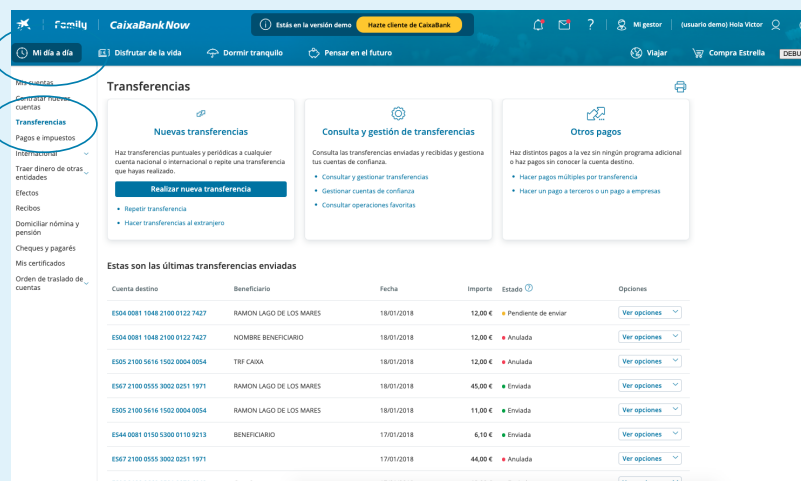 Family
CaixaBankNow
Estás en la versión demo
Hazte cliente de CaixaBank
?
Mi gestor
(usuario demo) Hola Victor
Mi día a día
Disfrutar de la vida
Dormir tranquilo
Pensar en el futuro
Viajar
Compra Estrella
DEBU
Mis cuentas
Contratar nuevas
cuentas
Transferencias
Pagos e impuestos
Internacional
Traer dinero de otras
entidades
Efectos
Recibos
Domiciliar nómina y
pensión
Cheques y pagarés
Mis certificados
Orden de traslado de
cuentas
Transferencias
Nuevas transferencias
Haz transferencias puntuales y periódicas a cualquier
cuenta nacional o internacional o repite una transferencia
que hayas realizado.
Realizar nueva transferencia
• Repetir transferencia
• Hacer transferencias al extranjero
Consulta y gestión de transferencias
Consulta las transferencias enviadas y recibidas y gestiona
tus cuentas de confianza.
• Consultar y gestionar transferencias
• Gestionar cuentas de confianza
• Consultar operaciones favoritas
Otros pagos
Haz distintos pagos a la vez sin ningún programa adicional
o haz pagos sin conocer la cuenta destino.
• Hacer pagos múltiples por transferencia
• Hacer un pago a terceros o un pago a empresas
Estas son las últimas transferencias enviadas
Cuenta destino Beneficiario Fecha Importe Estado ? Opciones
ES04 0081 1048 2100 0122 7427 RAMON LAGO DE LOS MARES 18/01/2018 12,00 € Pendiente de enviar Ver opciones
ES04 0081 1048 2100 0122 7427 NOMBRE BENEFICIARIO 18/01/2018 12,00 € Anulada Ver opciones
ES05 2100 5616 1502 0004 0054 TRF CAIXA 18/01/2018 12,00 € Anulada Ver opciones
ES67 2100 0555 3002 0251 1971 RAMON LAGO DE LOS MARES 18/01/2018 45,00 € Enviada Ver opciones
ES05 2100 5616 1502 0004 0054 RAMON LAGO DE LOS MARES 18/01/2018 11,00 € Enviada Ver opciones
ES44 0081 0150 5300 0110 9213 BENEFICIARIO 17/01/2018 6,10 € Enviada Ver opciones
ES67 2100 0555 3002 0251 1971 17/01/2018 44,00 € Anulada Ver opciones